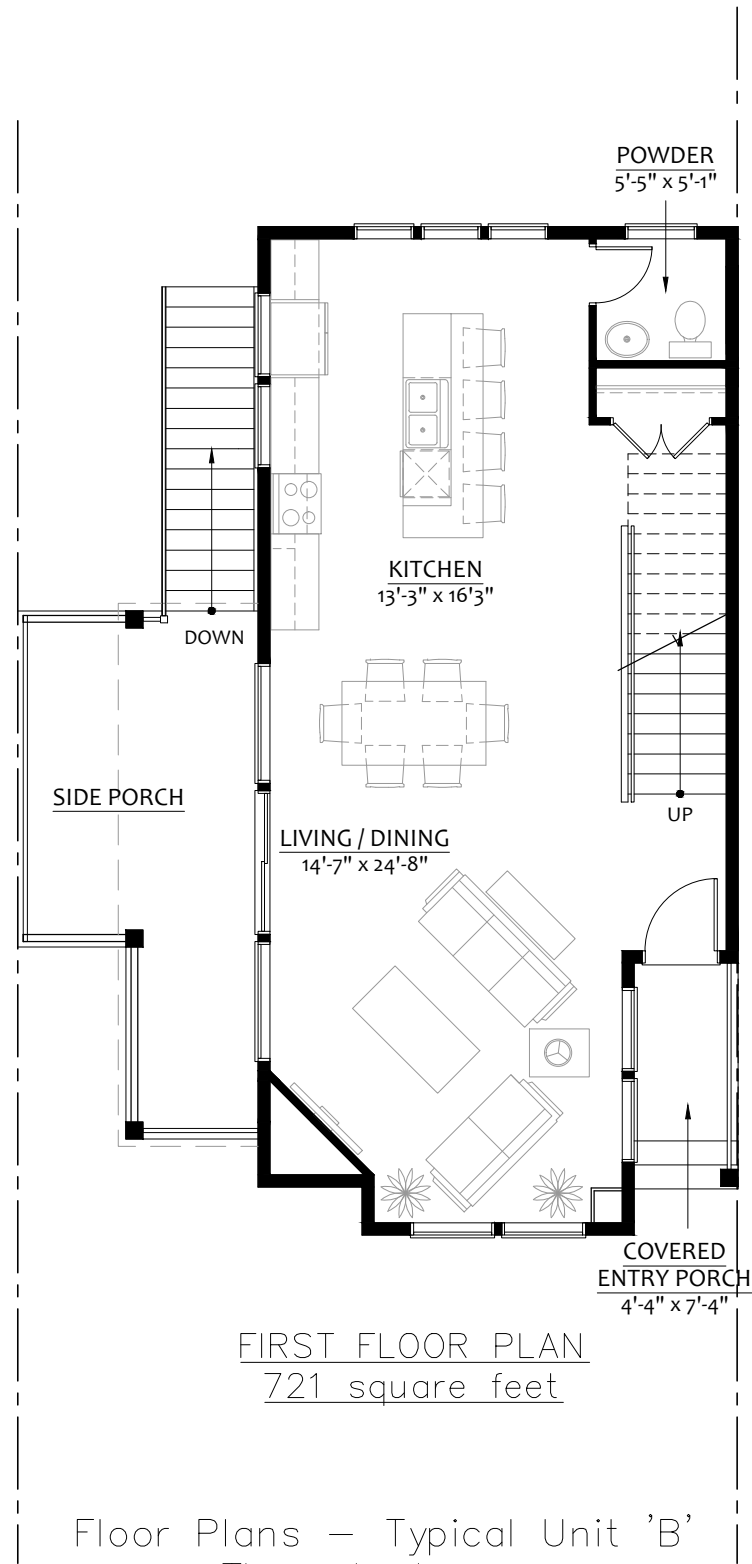 POWDER
5'-5" x 5'-1"
KITCHEN
13'-3" x 16'3"
DOWN
SIDE PORCH
UP
LIVING / DINING
14'-7" x 24'-8"
COVERED
ENTRY PORCH
4'-4" x 7'-4"
FIRST FLOOR PLAN
721 square feet
Floor Plans - Typical Unit 'B'